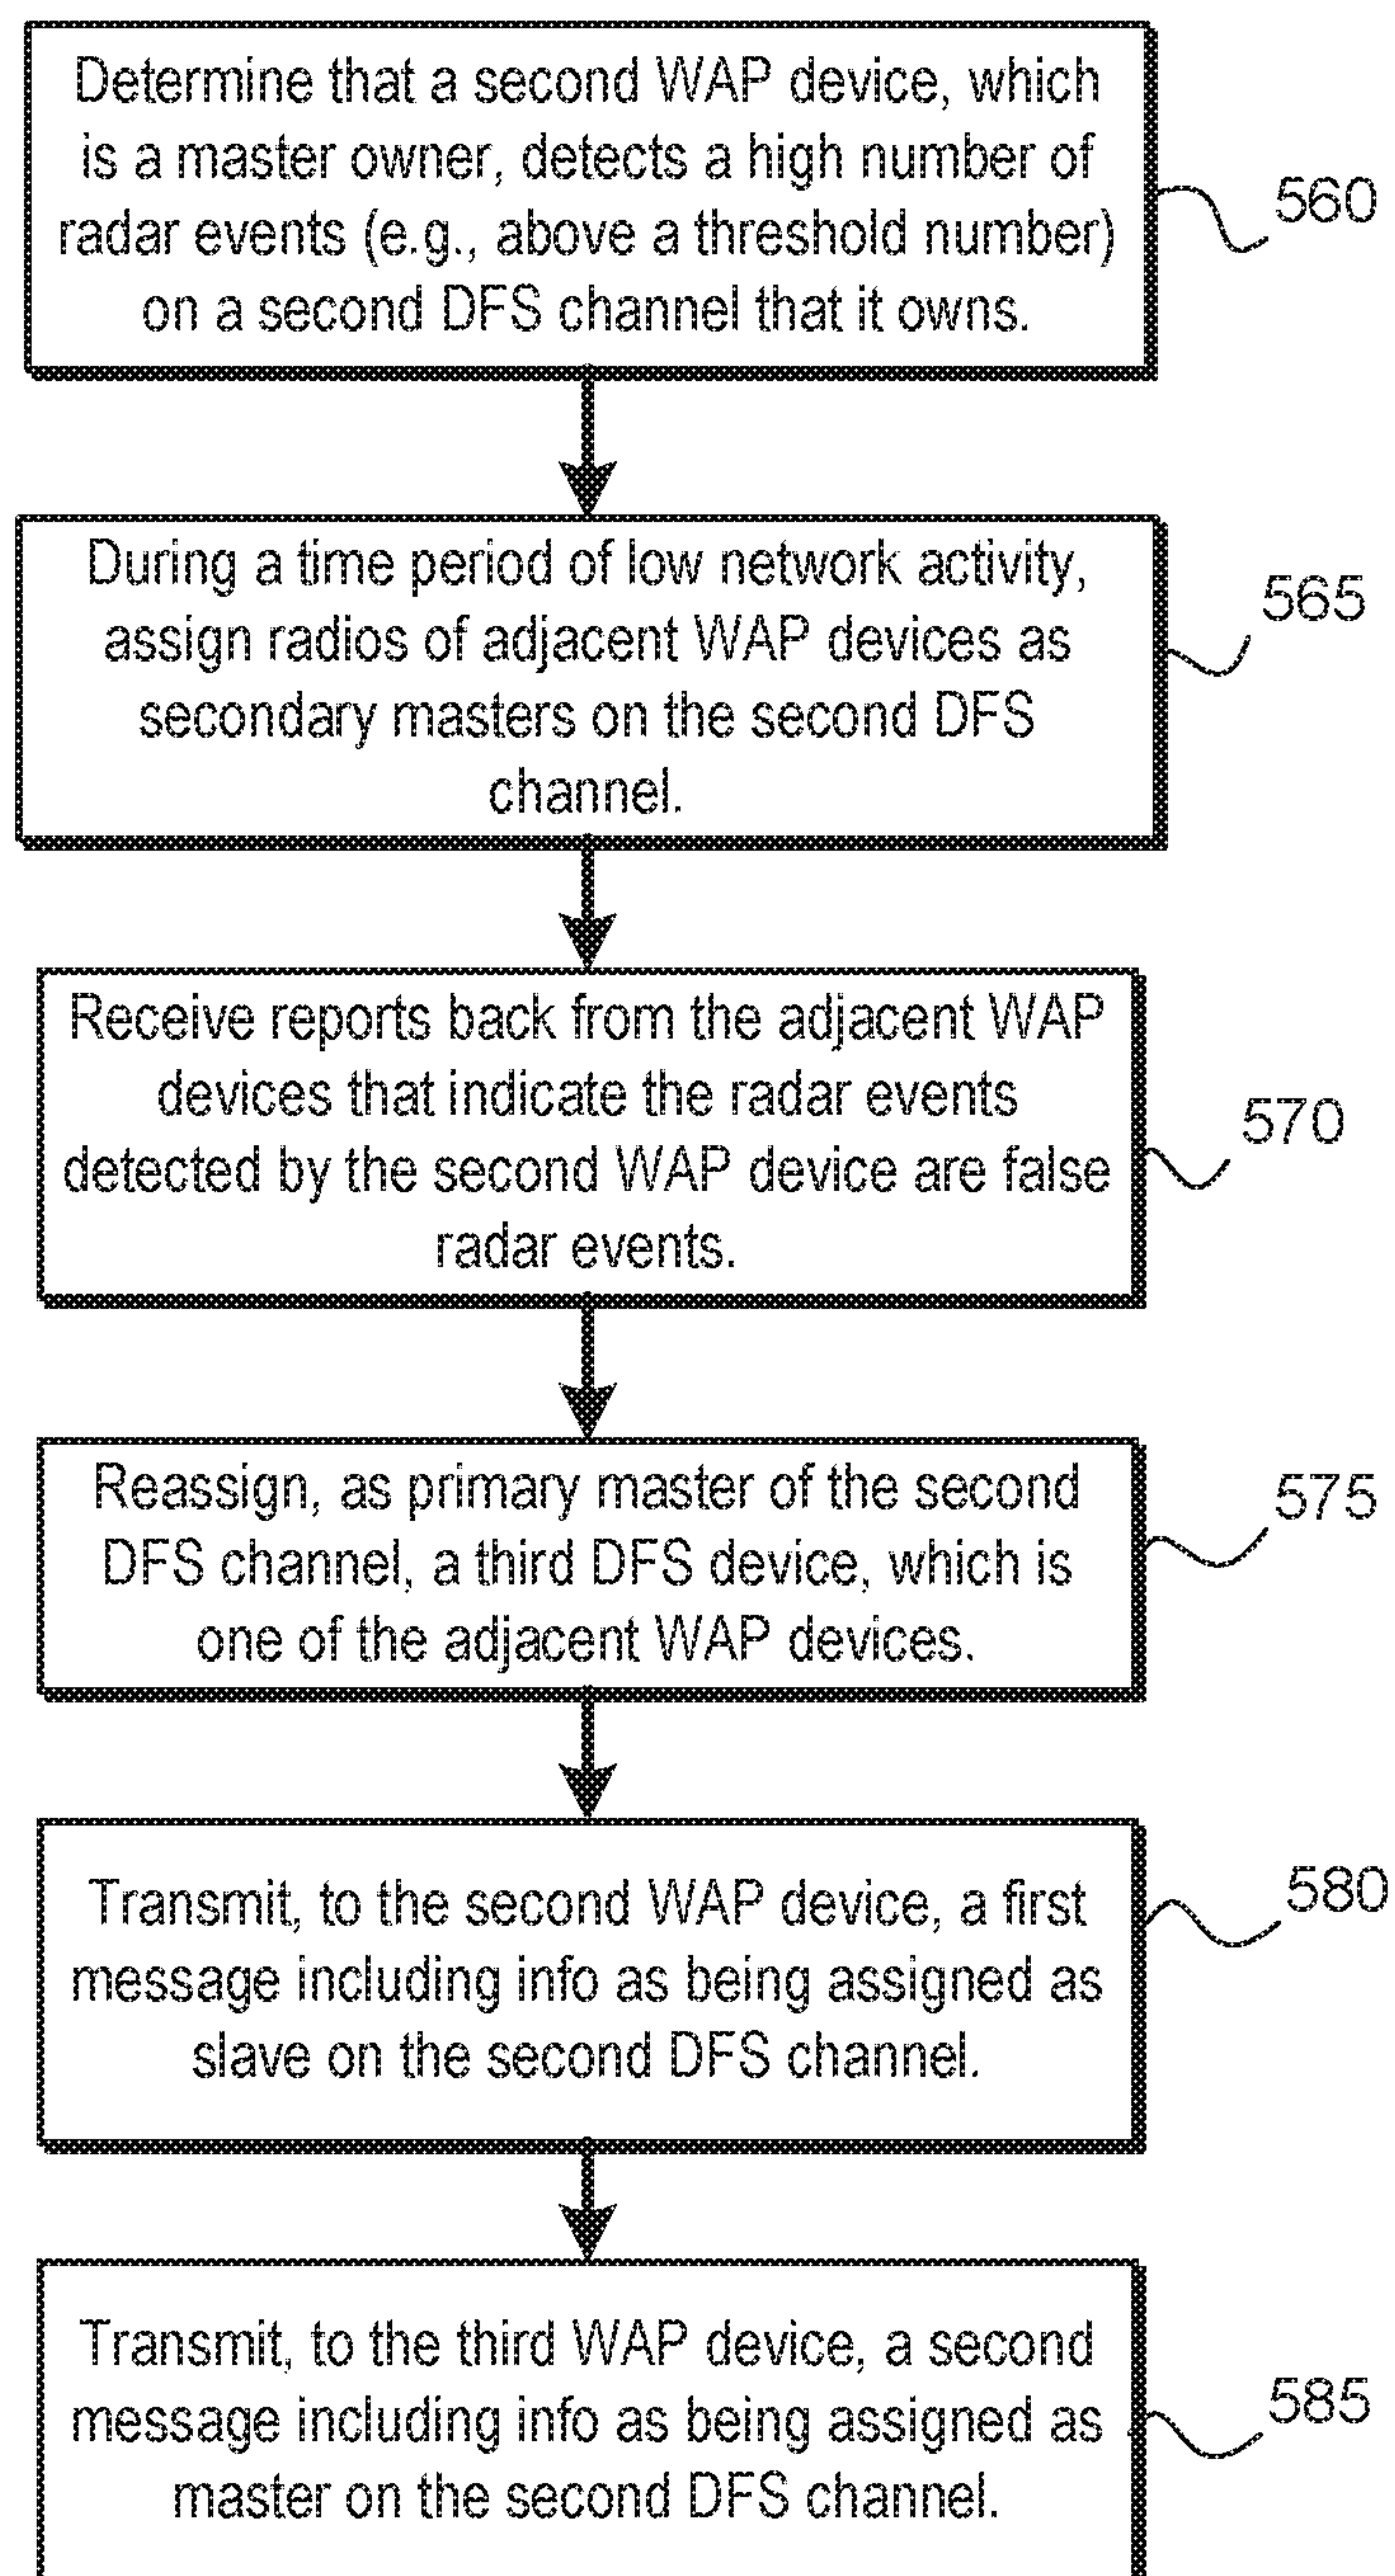 Determine that a second WAP device, which
is a master owner, detects a high number of
radar events (e.g., above a threshold number)
on a second DFS channel that it owns.
560
During a time period of low network activity,
assign radios of adjacent WAP devices as
secondary masters on the second DFS
channel.
565
Receive reports back from the adjacent WAP
devices that indicate the radar events
detected by the second WAP device are false
radar events.
570
Reassign, as primary master of the second
DFS channel, a third DFS device, which is
one of the adjacent WAP devices.
575
Transmit, to the second WAP device, a first
message including info as being assigned as
slave on the second DFS channel.
580
Transmit, to the third WAP device, a second
message including info as being assigned as
master on the second DFS channel.
585